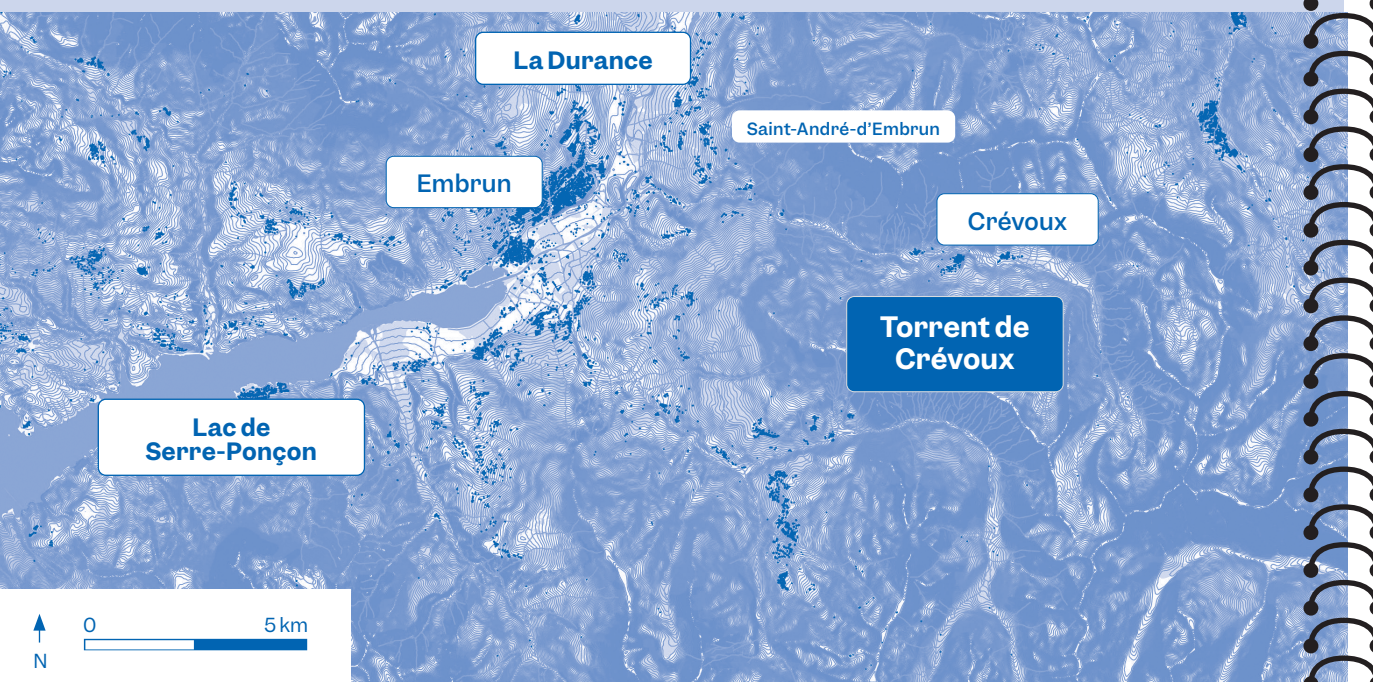 La Durance
Saint-André-d’Embrun
Embrun
Crévoux
Torrent de
Crévoux
Lac de
Serre-Ponçon
0 5 km
N